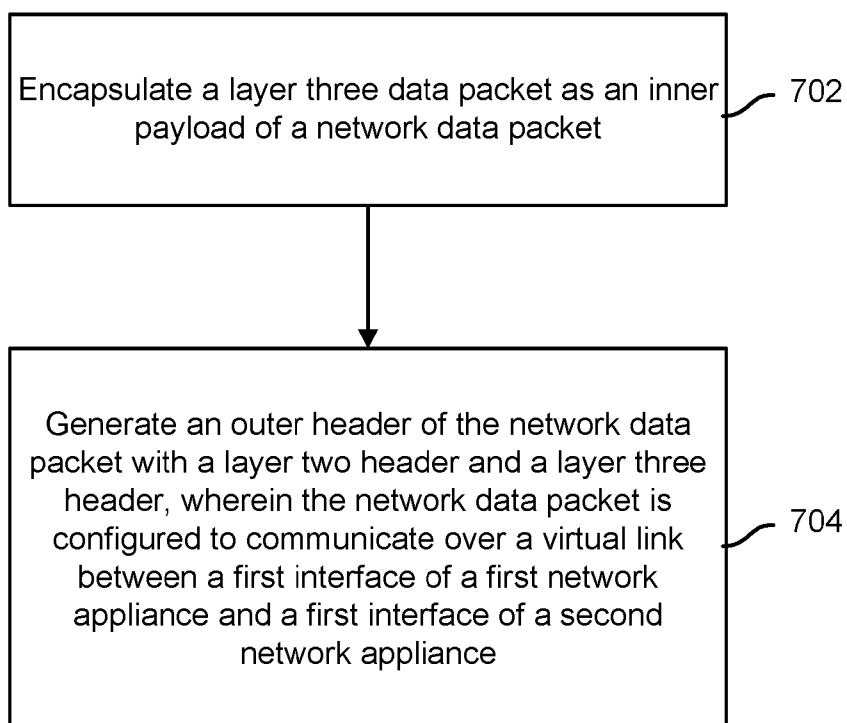 Encapsulate a layer three data packet as an inner
payload of a network data packet
702
Generate an outer header of the network data
packet with a layer two header and a layer three
header, wherein the network data packet is
configured to communicate over a virtual link
between a first interface of a first network
appliance and a first interface of a second
network appliance
704